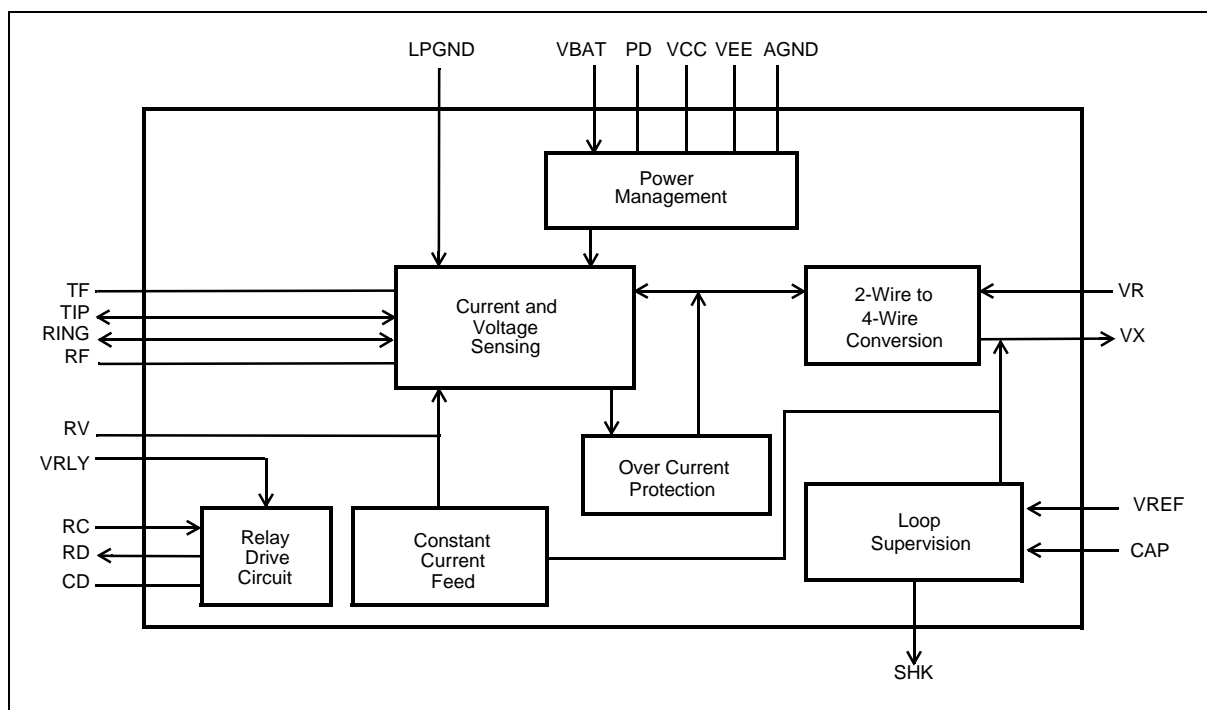 LPGND
VBAT PD VCC VEE AGND
Power
Management
TF
TIP
RING
RF
Current and
Voltage
Sensing
2-Wire to
4-Wire
Conversion
VR
VX
RV
VRLY
Over Current
Protection
RC
RD
CD
Relay
Drive
Circuit
Constant
Current
Feed
Loop
Supervision
VREF
CAP
SHK